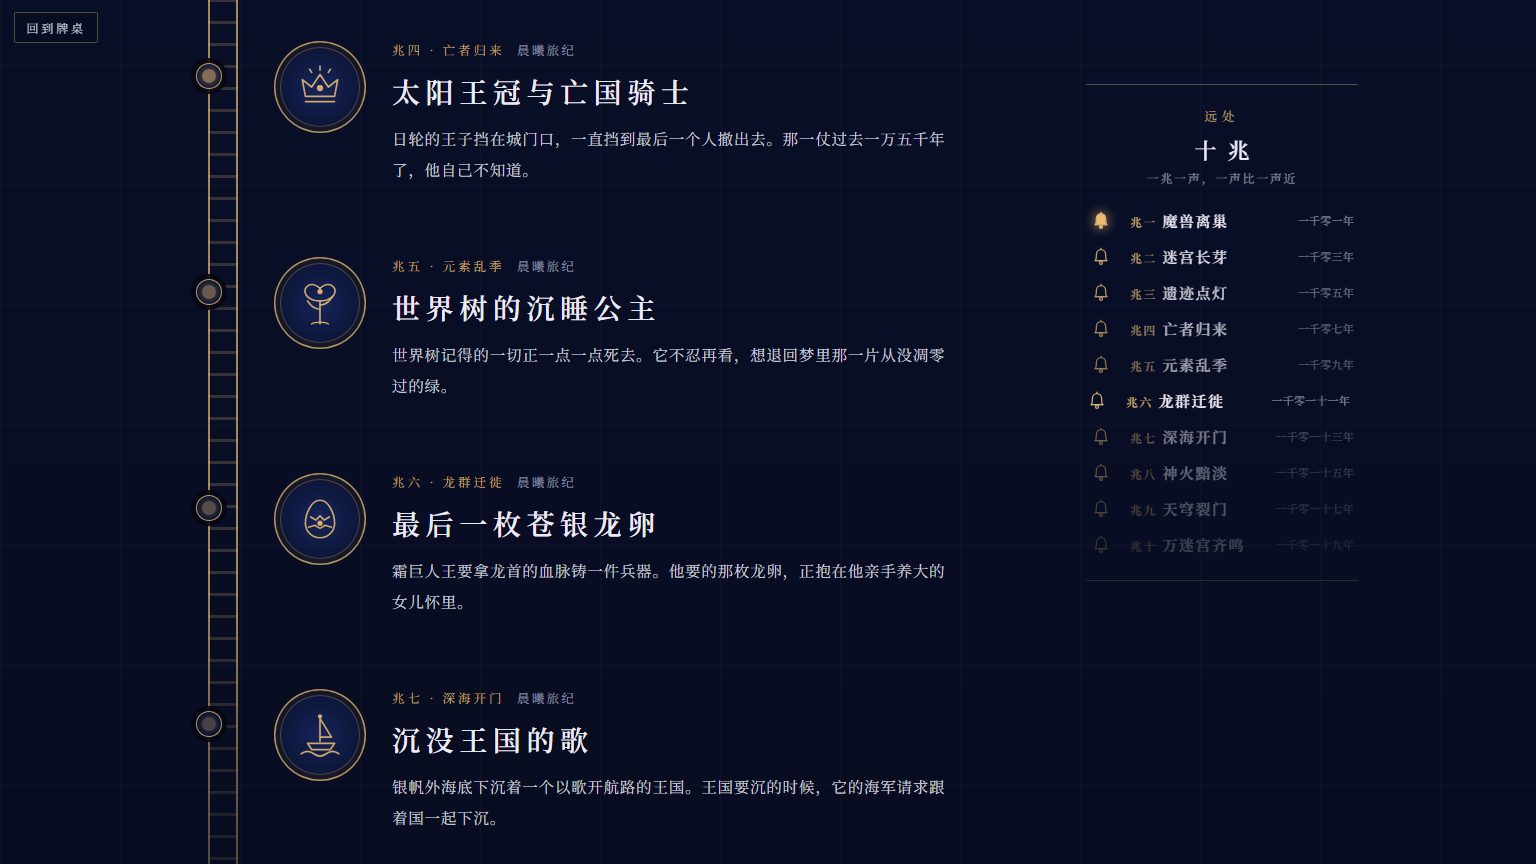 回到牌桌
兆四 · 亡者归来 晨曦旅纪
太阳王冠与亡国骑士
日轮的王子挡在城门口，一直挡到最后一个人撤出去。那一仗过去一万五千年
了，他自己不知道。
兆五 · 元素乱季 晨曦旅纪
世界树的沉睡公主
世界树记得的一切正一点一点死去。它不忍再看，想退回梦里那一片从没凋零
过的绿。
兆六 · 龙群迁徙 晨曦旅纪
最后一枚苍银龙卵
霜巨人王要拿龙首的血脉铸一件兵器。他要的那枚龙卵，正抱在他亲手养大的
女儿怀里。
兆七 · 深海开门 晨曦旅纪
沉没王国的歌
银帆外海底下沉着一个以歌开航路的王国。王国要沉的时候，它的海军请求跟
着国一起下沉。
远处
十兆
一兆一声，一声比一声近
兆一 魔兽离巢 一千零一年
兆二 迷宫长芽 一千零三年
兆三 遗迹点灯 一千零五年
兆四 亡者归来 一千零七年
兆五 元素乱季 一千零九年
兆六 龙群迁徙 一千零一十一年
兆七 深海开门 一千零一十三年
兆八 神火黯淡 一千零一十五年
兆九 天穹裂门 一千零一十七年
兆十 万迷宫齐鸣 一千零一十九年